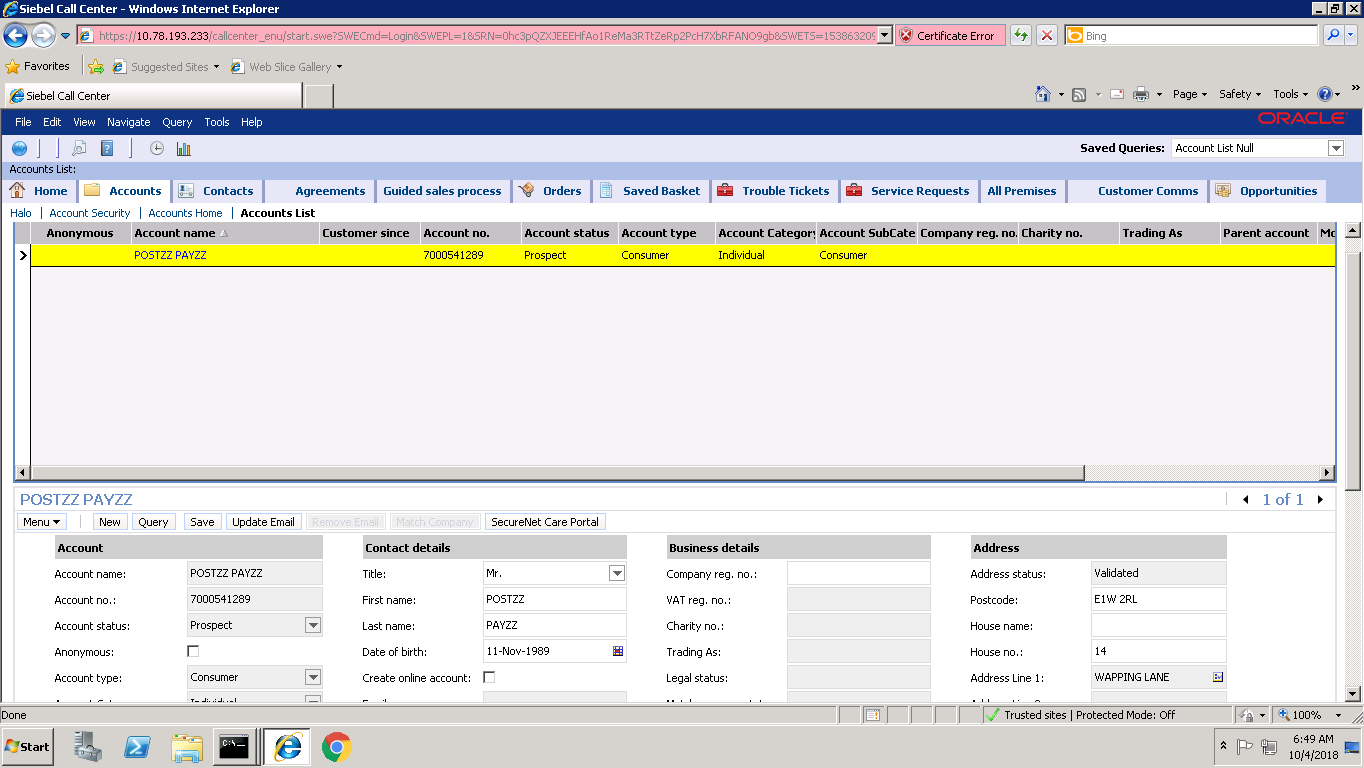 Siebel Call Center - Windows Internet Explorer
https://10.78.193.233/callcenter_enu/start.swe?SWECmd=Login&SWEPL=1&SRN=0hc3pQZXJEEEHfAo1ReMa3RTtZeRp2PcH7XbRFANO9gb&SWETS=153863209 Certificate Error Bing
Favorites Suggested Sites Web Slice Gallery
Siebel Call Center Page Safety Tools »
File Edit View Navigate Query Tools Help ORACLE
Saved Queries: Account List Null
Accounts List:
Home Accounts Contacts Agreements Guided sales process Orders Saved Basket Trouble Tickets Service Requests All Premises Customer Comms Opportunities
Halo | Account Security | Accounts Home | Accounts List
Anonymous Account name Customer since Account no. Account status Account type Account Category Account SubCate Company reg. no. Charity no. Trading As Parent account Mo
POSTZZ PAYZZ 7000541289 Prospect Consumer Individual Consumer
POSTZZ PAYZZ 1 of 1
Menu New Query Save Update Email Remove Email Match Company SecureNet Care Portal
Account Contact details Business details Address
Account name: POSTZZ PAYZZ Title: Mr. Company reg. no.: Address status: Validated
Account no.: 7000541289 First name: POSTZZ VAT reg. no.: Postcode: E1W 2RL
Account status: Prospect Last name: PAYZZ Charity no.: House name:
Anonymous: Date of birth: 11-Nov-1989 Trading As: House no.: 14
Account type: Consumer Create online account: Legal status: Address Line 1: WAPPING LANE
Done Trusted sites | Protected Mode: Off 100%
Start 6:49 AM
10/4/2018